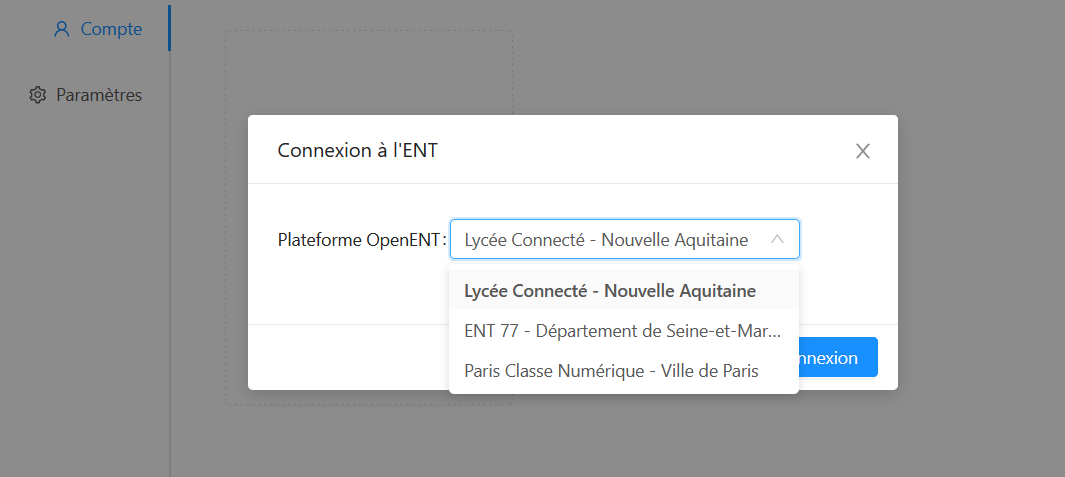 Compte
Paramètres
Connexion à l'ENT
Plateforme OpenENT: Lycée Connecté - Nouvelle Aquitaine
Lycée Connecté - Nouvelle Aquitaine
ENT 77 - Département de Seine-et-Mar...
nnexion
Paris Classe Numérique - Ville de Paris